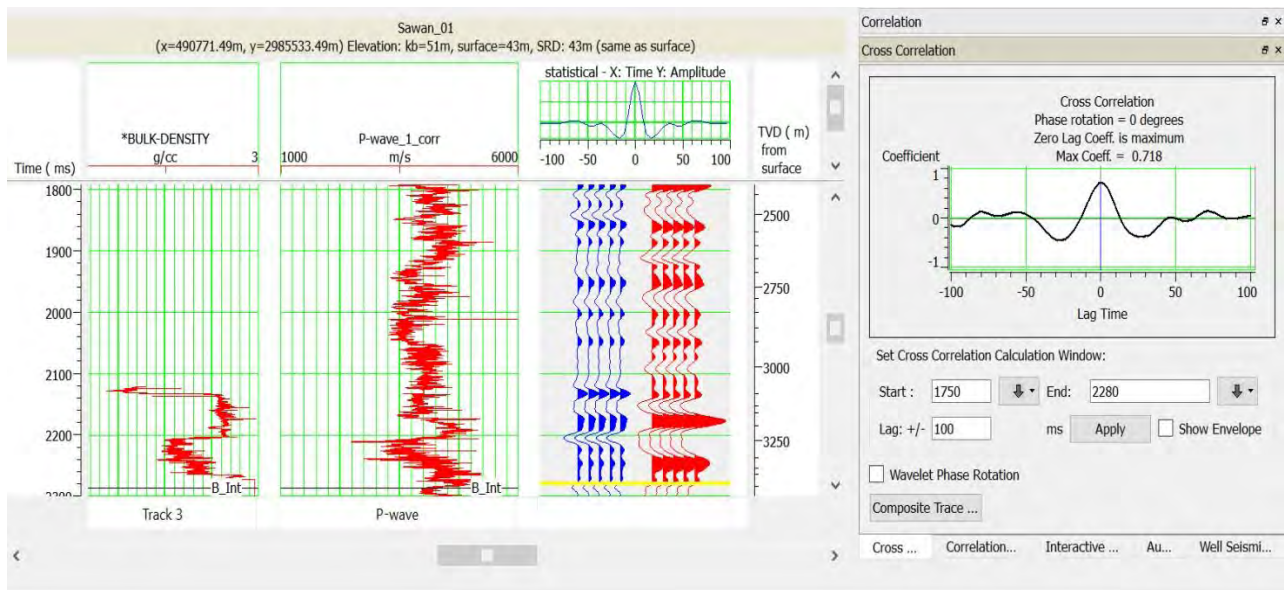 Sawan_01
(x=490771.49m, y=2985533.49m) Elevation: kb=51m, surface=43m, SRD: 43m (same as surface)
Time ( ms)
*BULK-DENSITY
g/cc 3
P-wave_1_corr
1000 m/s 6000
statistical - X: Time Y: Amplitude
-100 -50 0 50 100
TVD ( m)
from
surface
1800
1900
2000
2100
2200
2300
2500
2750
3000
3250
B_Int
B_Int
Track 3
P-wave
Correlation
Cross Correlation
Cross Correlation
Phase rotation = 0 degrees
Zero Lag Coeff. is maximum
Max Coeff. = 0.718
Coefficient
1
0
-1
-100 -50 0 50 100
Lag Time
Set Cross Correlation Calculation Window:
Start : 1750 End: 2280
Lag: +/- 100 ms Apply Show Envelope
Wavelet Phase Rotation
Composite Trace ...
Cross ... Correlation... Interactive ... Au... Well Seismi...